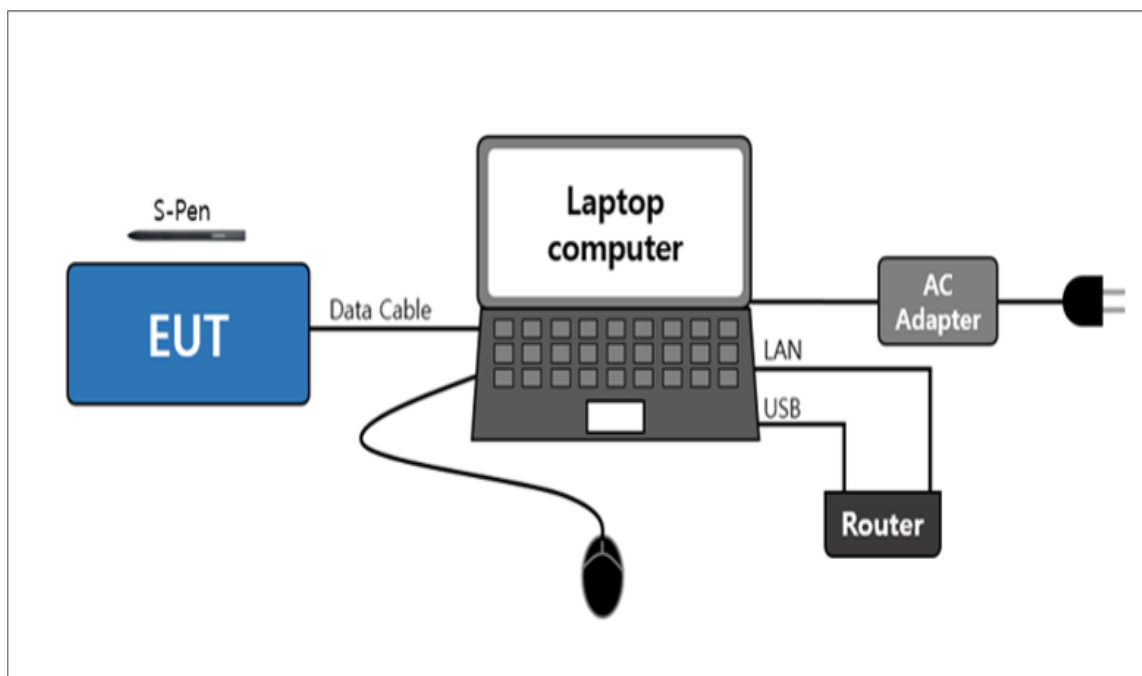 S-Pen
EUT
Data Cable
Laptop
computer
AC
Adapter
LAN
USB
Router